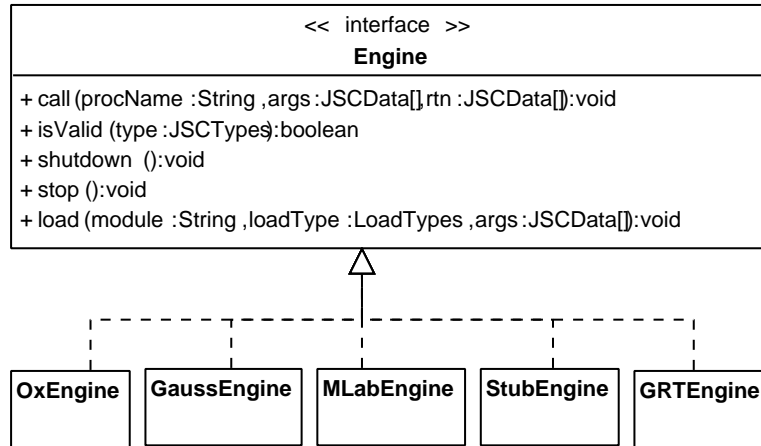 << interface >>
Engine
+ call (procName :String ,args :JSCData[],rtn :JSCData[]):void
+ isValid (type :JSCTypes):boolean
+ shutdown ():void
+ stop ():void
+ load (module :String ,loadType :LoadTypes ,args :JSCData[]):void
OxEngine GaussEngine MLabEngine StubEngine GRTEngine